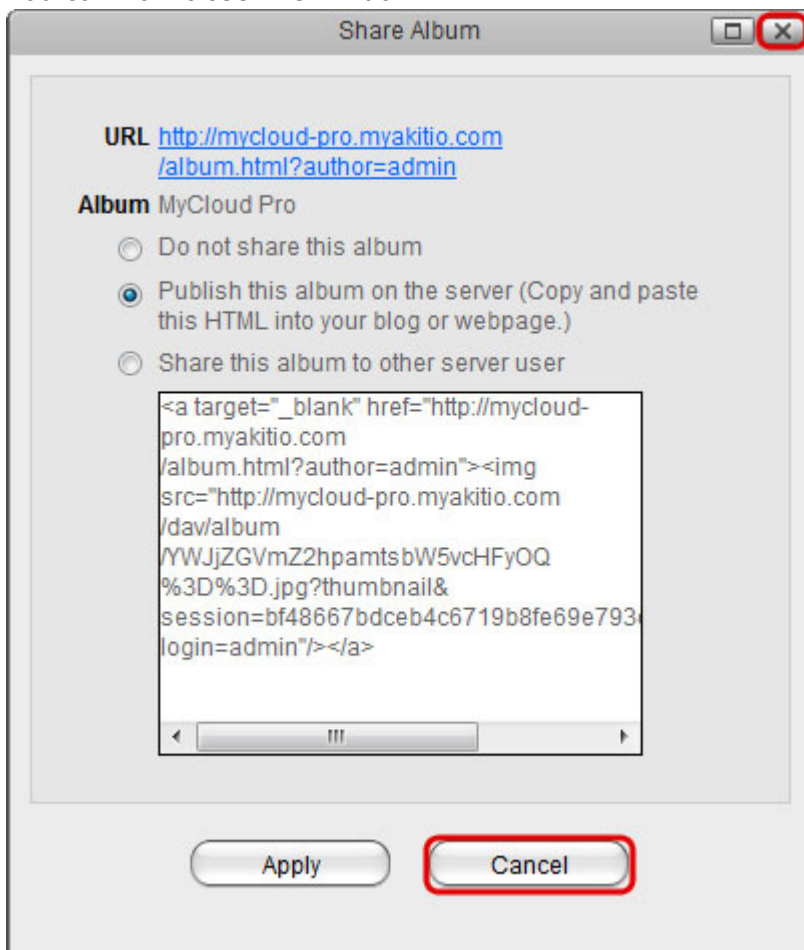 Share Album
URL http://mycloud-pro.myakitio.com
/album.html?author=admin
Album MyCloud Pro
Do not share this album
Publish this album on the server (Copy and paste
this HTML into your blog or webpage.)
Share this album to other server user
<a target="_blank" href="http://mycloud-
pro.myakitio.com
/album.html?author=admin"><img
src="http://mycloud-pro.myakitio.com
/dav/album
/YWJjZGVmZ2hpamtsbW5vcHFyOQ
%3D%3D.jpg?thumbnail&
session=bf48667bdceb4c6719b8fe69e793
login=admin"/></a>
Apply Cancel